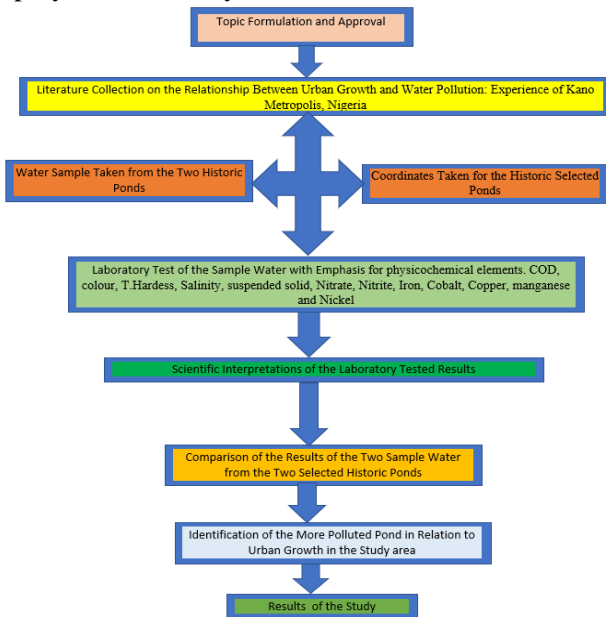 Topic Formulation and Approval
Literature Collection on the Relationship Between Urban Growth and Water Pollution: Experience of Kano
Metropolis, Nigeria
Water Sample Taken from the Two Historic
Ponds
Coordinates Taken for the Historic Selected
Ponds
Laboratory Test of the Sample Water with Emphasis for physicochemical elements. COD,
colour, T.Hardess, Salinity, suspended solid, Nitrate, Nitrite, Iron, Cobalt, Copper, manganese
and Nickel
Scientific Interpretations of the Laboratory Tested Results
Comparison of the Results of the Two Sample Water
from the Two Selected Historic Ponds
Identification of the More Polluted Pond in Relation to
Urban Growth in the Study area
Results of the Study